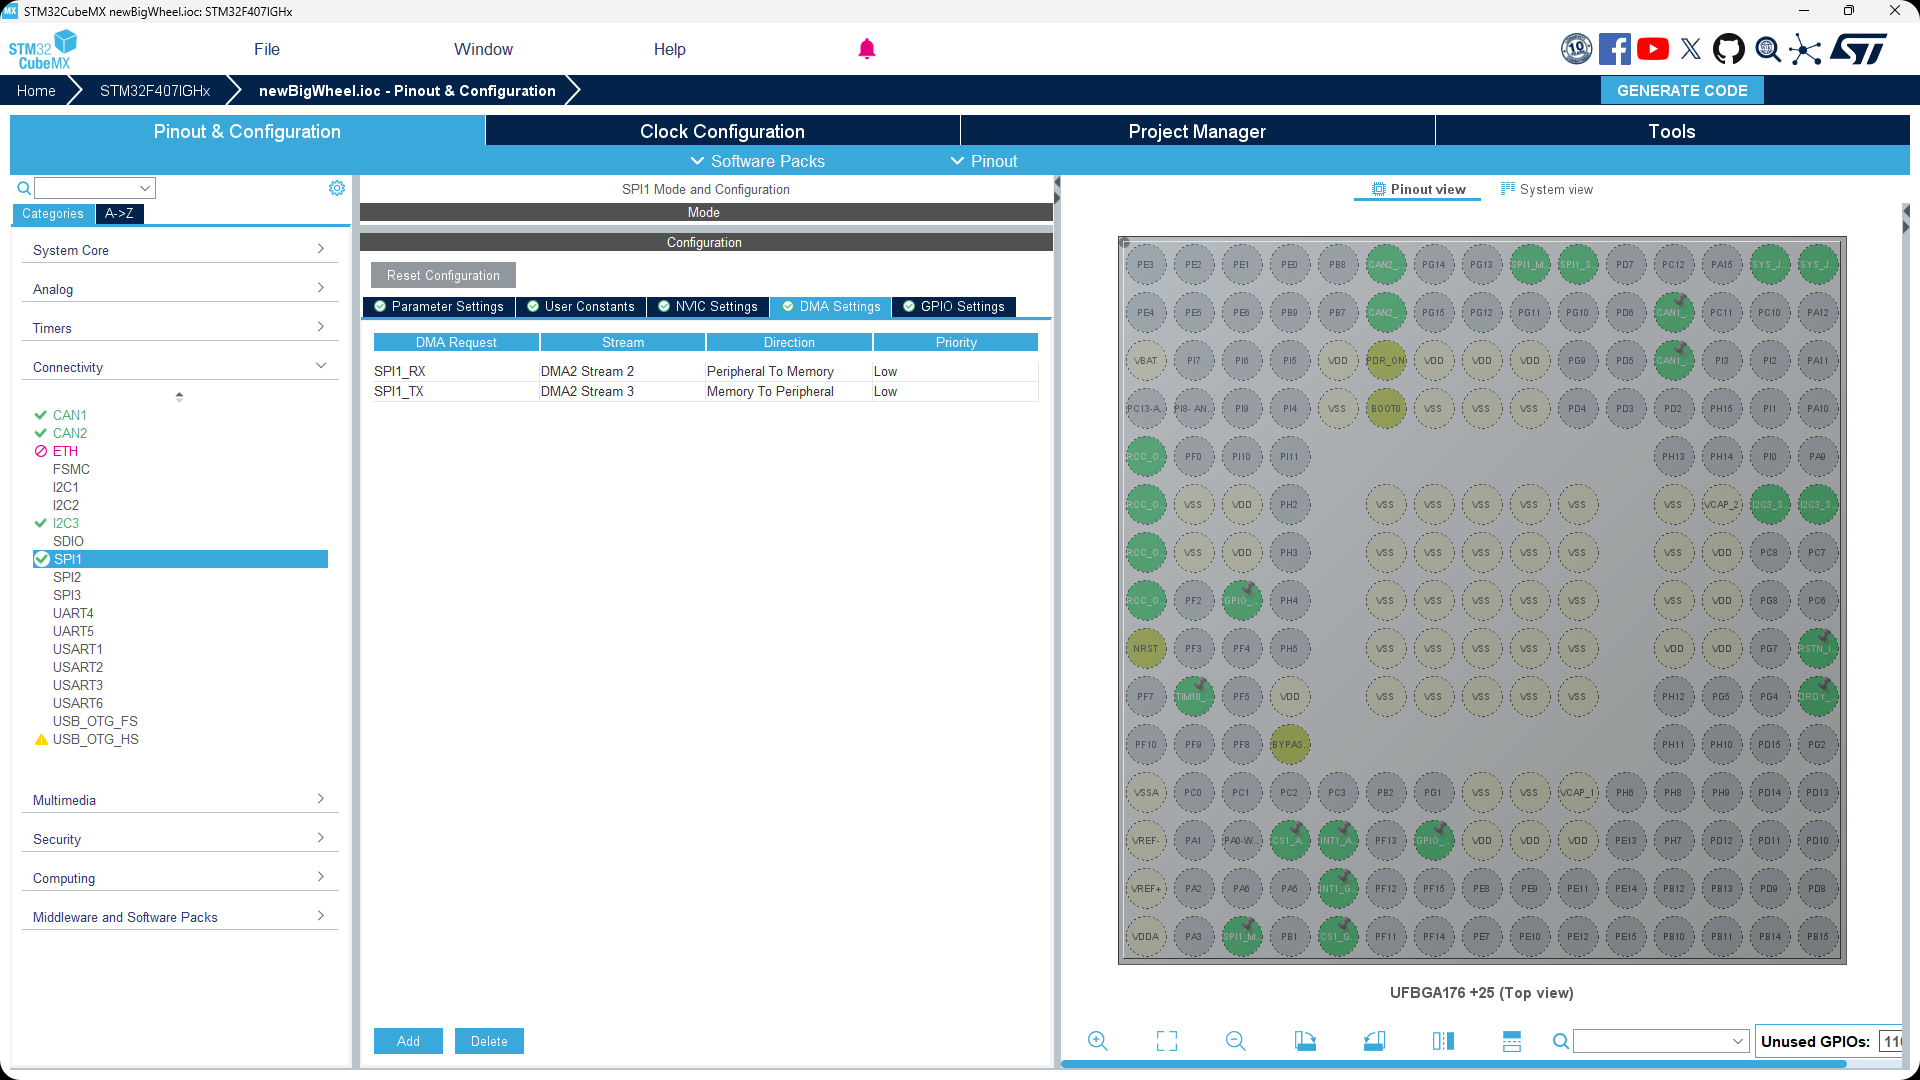 STM32CubeMX newBigWheel.ioc: STM32F407IGHx
STM32 CubeMX
File
Window
Help
Home
STM32F407IGHx
newBigWheel.ioc - Pinout & Configuration
GENERATE CODE
Pinout & Configuration
Clock Configuration
Project Manager
Tools
Software Packs
Pinout
Categories
A->Z
System Core
Analog
Timers
Connectivity
CAN1
CAN2
ETH
FSMC
I2C1
I2C2
I2C3
SDIO
SPI1
SPI2
SPI3
UART4
UART5
USART1
USART2
USART3
USART6
USB_OTG_FS
USB_OTG_HS
Multimedia
Security
Computing
Middleware and Software Packs
SPI1 Mode and Configuration
Mode
Configuration
Reset Configuration
Parameter Settings
User Constants
NVIC Settings
DMA Settings
GPIO Settings
DMA Request Stream Direction Priority
SPI1_RX DMA2 Stream 2 Peripheral To Memory Low
SPI1_TX DMA2 Stream 3 Memory To Peripheral Low
Add
Delete
Pinout view
System view
PE3 PE2 PE1 PE0 PB8 CAN2_.. PG14 PG13 SPI1_M.. SPI1_S.. PD7 PC12 PA15 SYS_J.. SYS_J..
PE4 PE5 PE6 PB9 PB7 CAN2_.. PG15 PG12 PG11 PG10 PD6 CAN1_.. PC11 PC10 PA12
VBAT PI7 PI6 PI5 VDD PDR_ON VDD VDD VDD PG9 PD5 CAN1_.. PI3 PI2 PA11
PC13-A.. PI8- AN.. PI9 PI4 VSS BOOT0 VSS VSS VSS PD4 PD3 PD2 PH15 PI1 PA10
RCC_O.. PF0 PI10 PI11 PH13 PH14 PI0 PA9
RCC_O.. VSS VDD PH2 VSS VSS VSS VSS VSS VSS VCAP_2 I2C3_S.. I2C3_S..
RCC_O.. VSS VDD PH3 VSS VSS VSS VSS VSS VSS VDD PC8 PC7
RCC_O.. PF2 GPIO_.. PH4 VSS VSS VSS VSS VSS VSS VDD PG8 PC6
NRST PF3 PF4 PH5 VSS VSS VSS VSS VSS VDD VDD PG7 RSTN_I..
PF7 TIM10_.. PF5 VDD VSS VSS VSS VSS VSS PH12 PG5 PG4 DRDY_..
PF10 PF9 PF8 BYPAS.. PH11 PH10 PD15 PG2
VSSA PC0 PC1 PC2 PC3 PB2 PG1 VSS VSS VCAP_1 PH6 PH8 PH9 PD14 PD13
VREF- PA1 PA0-W.. CS1_A.. INT1_A.. PF13 GPIO_.. VDD VDD VDD PE13 PH7 PD12 PD11 PD10
VREF+ PA2 PA6 PA5 INT1_G.. PF12 PF15 PE8 PE9 PE11 PE14 PB12 PB13 PD9 PD8
VDDA PA3 SPI1_M.. PB1 CS1_G.. PF11 PF14 PE7 PE10 PE12 PE15 PB10 PB11 PB14 PB15
UFBGA176 +25 (Top view)
Unused GPIOs: